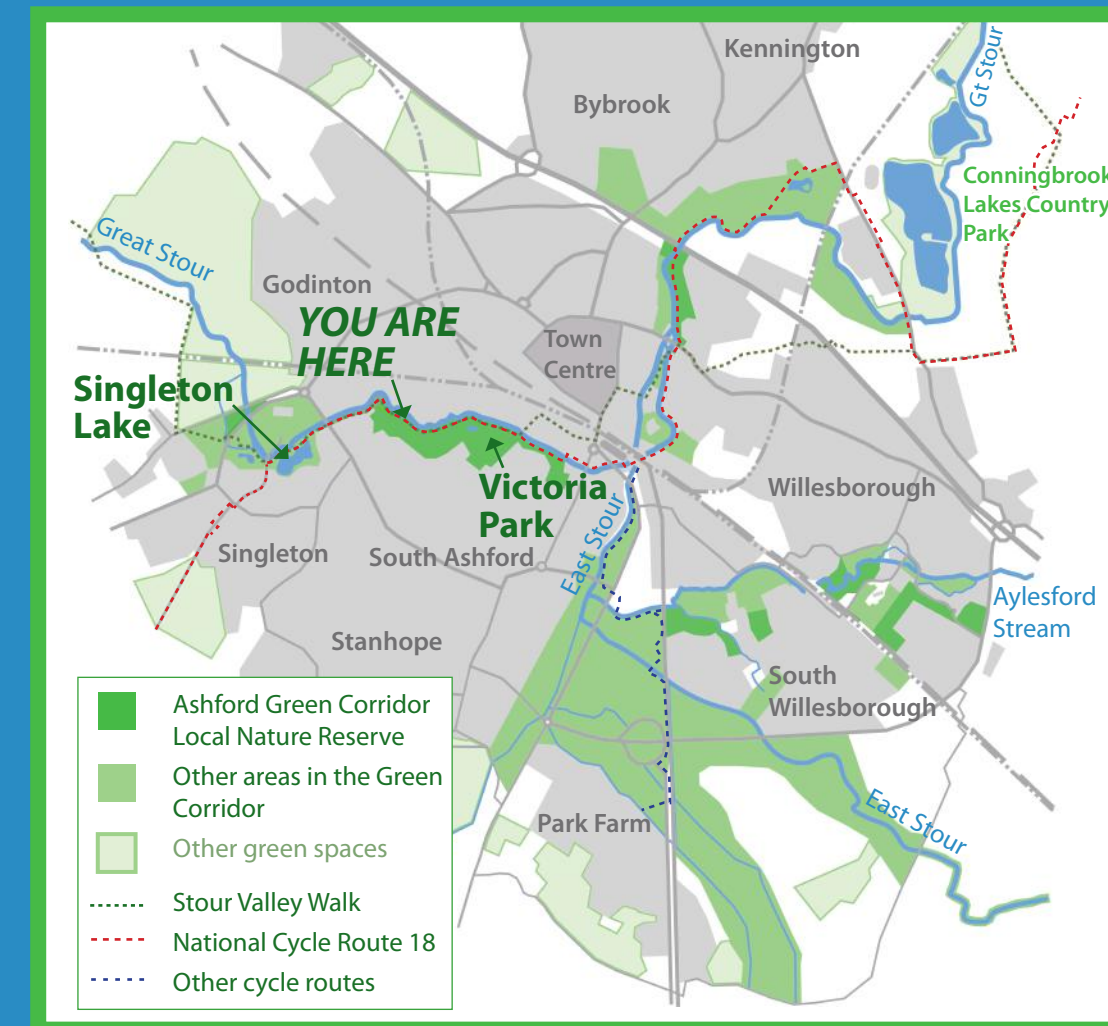 Kennington
Bybrook
Gt Stour
Conningbrook
Lakes Country
Park
Great Stour
Godinton
YOU ARE
HERE
Town
Centre
Singleton
Lake
Victoria
Park
Willesborough
Singleton
South Ashford
East Stour
Aylesford
Stream
Stanhope
South
Willesborough
Park Farm
East Stour
Ashford Green Corridor
Local Nature Reserve
Other areas in the Green
Corridor
Other green spaces
Stour Valley Walk
National Cycle Route 18
Other cycle routes